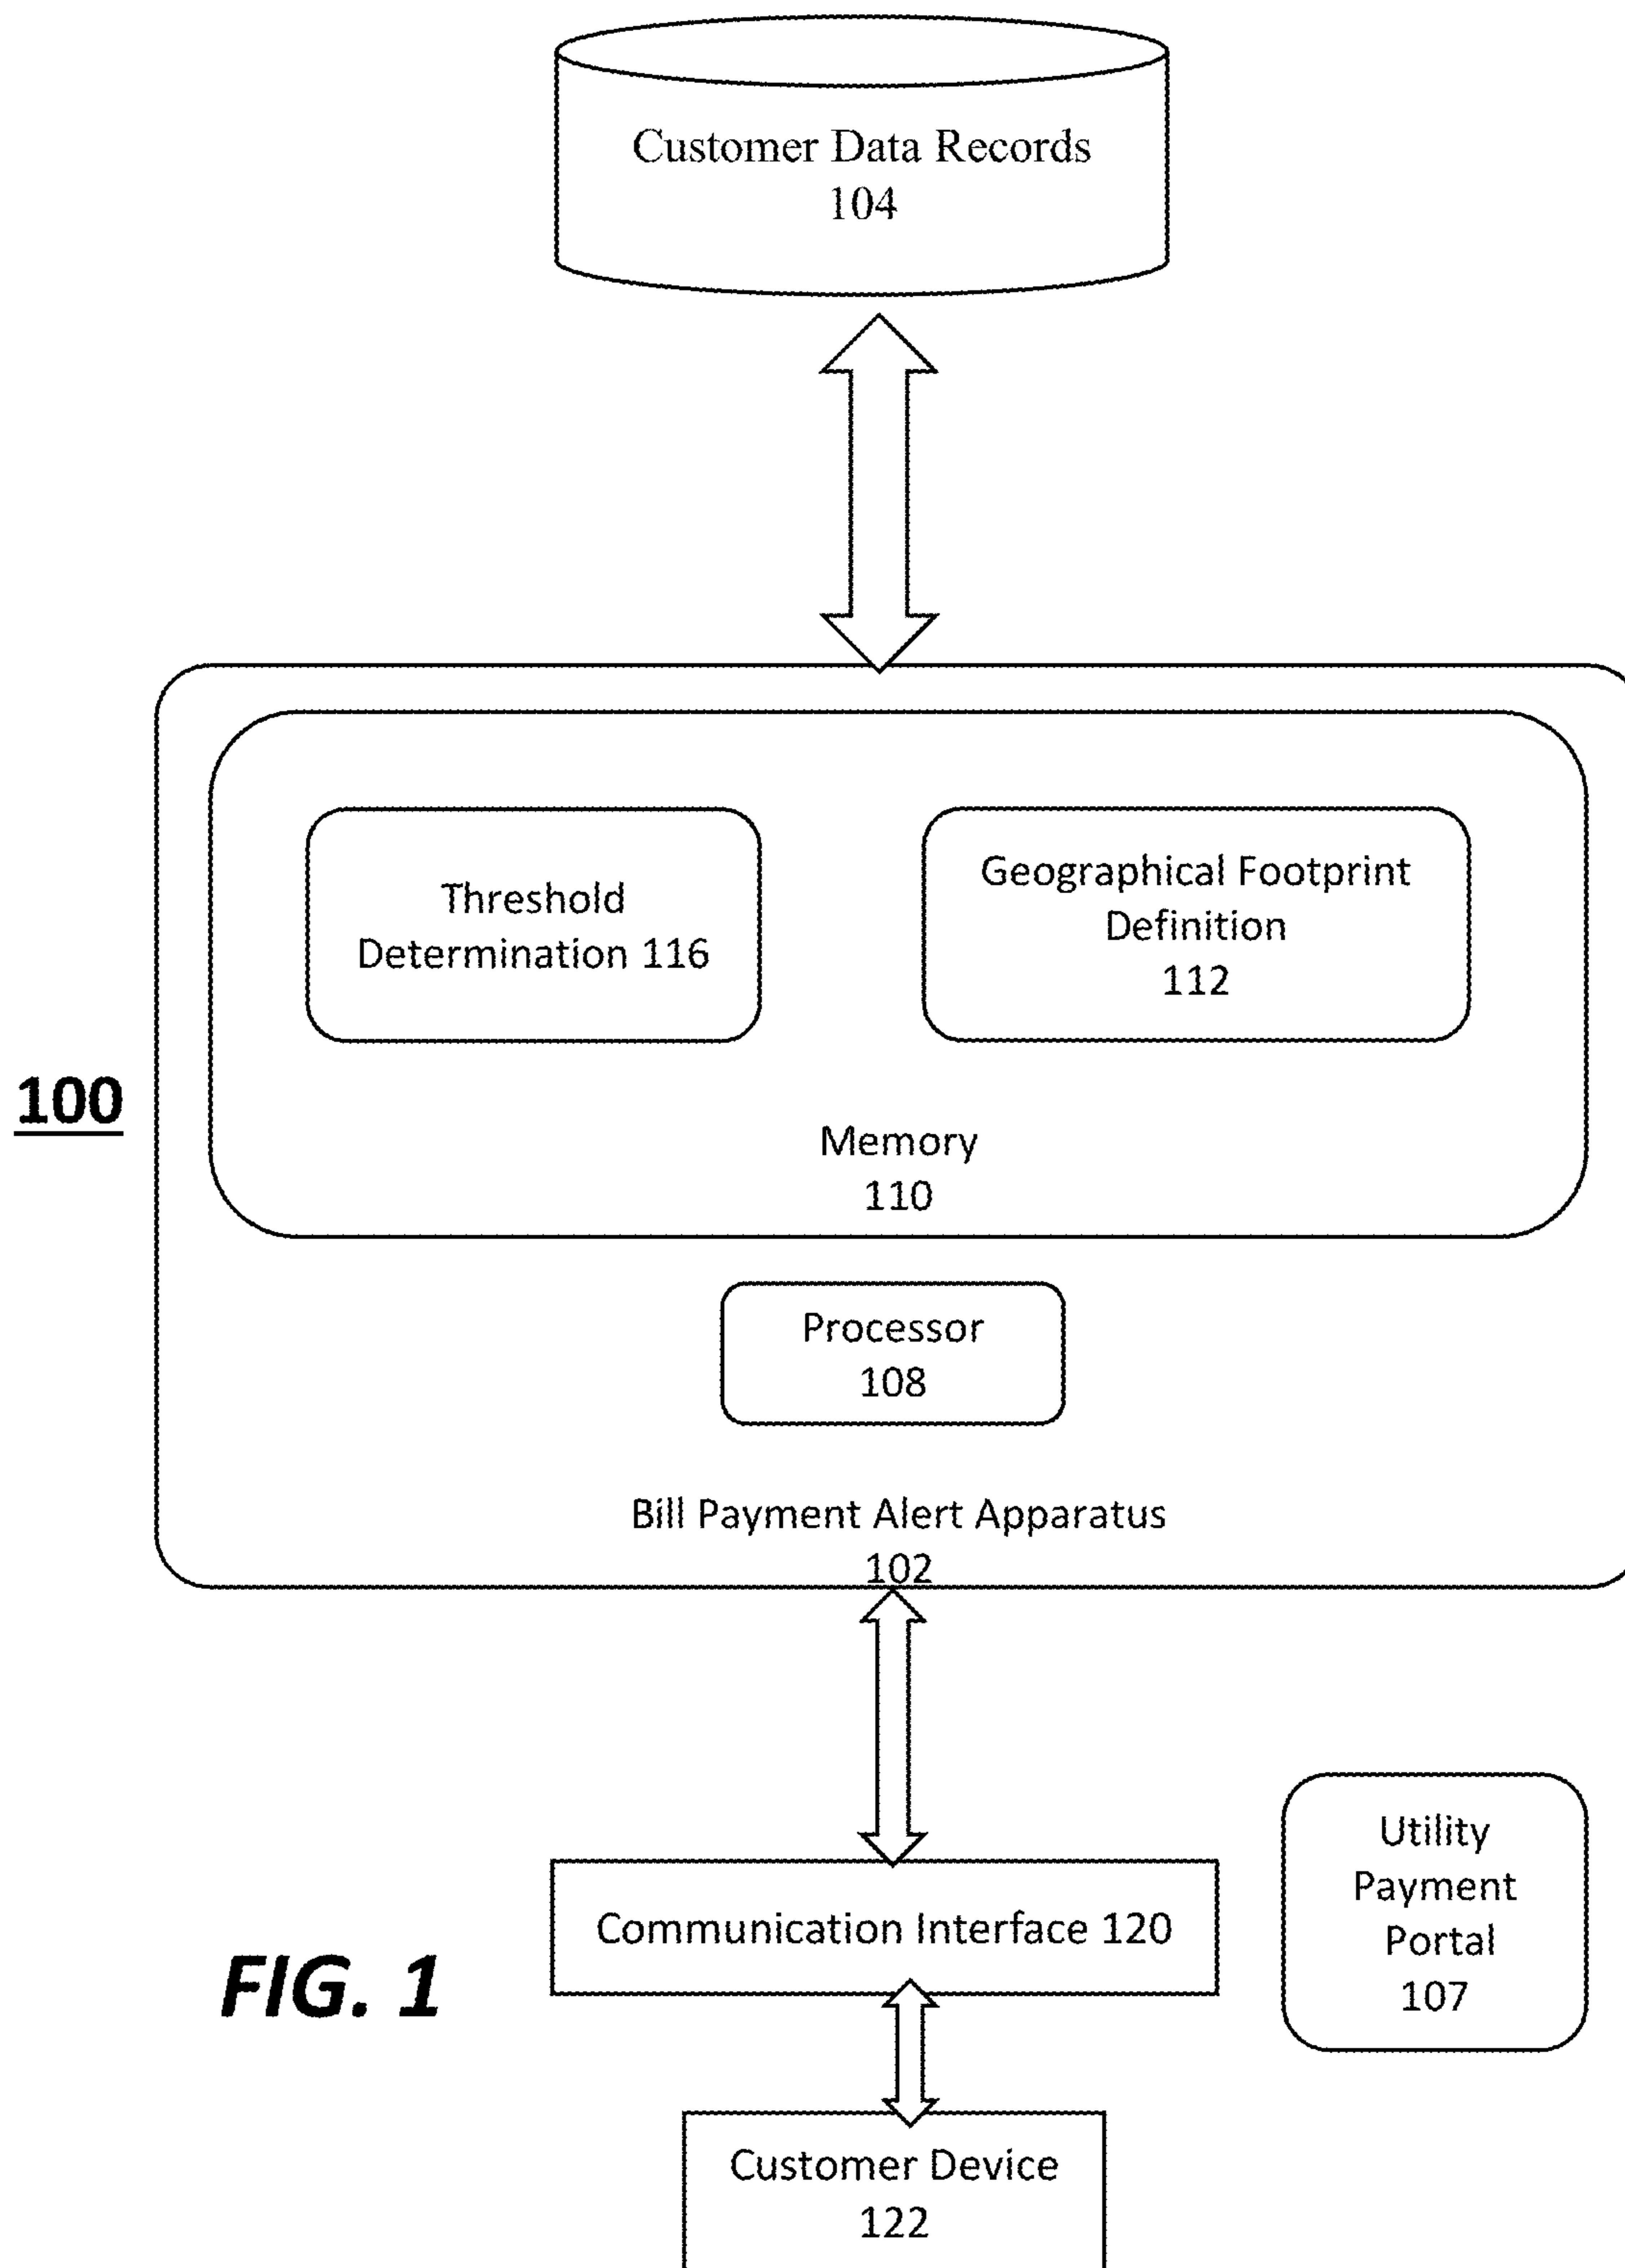 Customer Data Records
104
Threshold
Determination 116
Geographical Footprint
Definition
112
100
Memory
110
Processor
108
Bill Payment Alert Apparatus
102
Communication Interface 120
Utility
Payment
Portal
107
FIG. 1
Customer Device
122